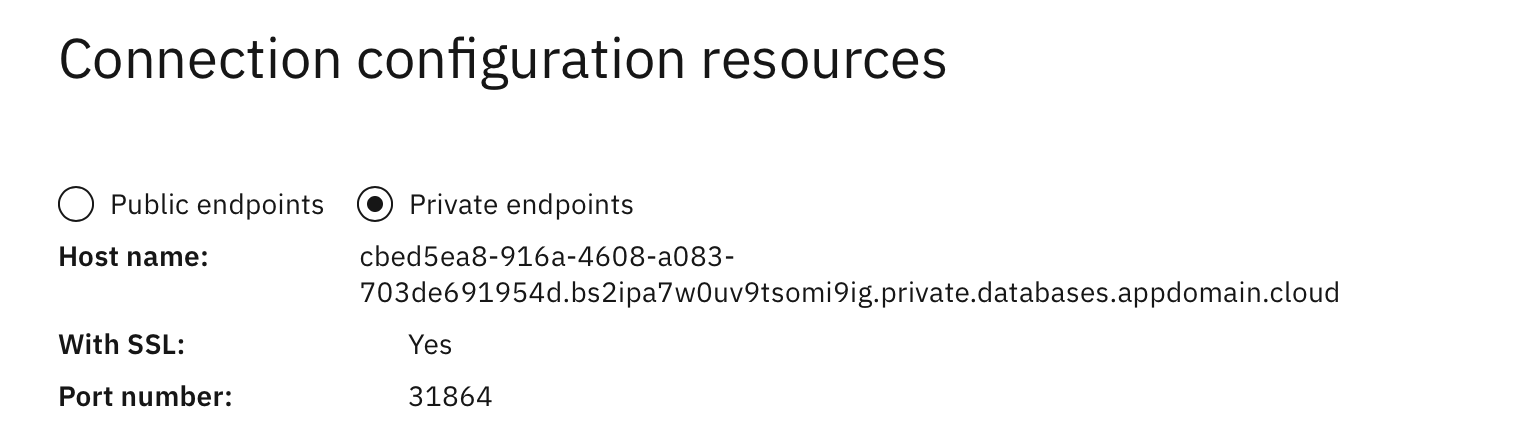 Connection configuration resources
Public endpoints Private endpoints
Host name: cbed5ea8-916a-4608-a083-
703de691954d.bs2ipa7w0uv9tsomi9ig.private.databases.appdomain.cloud
With SSL: Yes
Port number: 31864